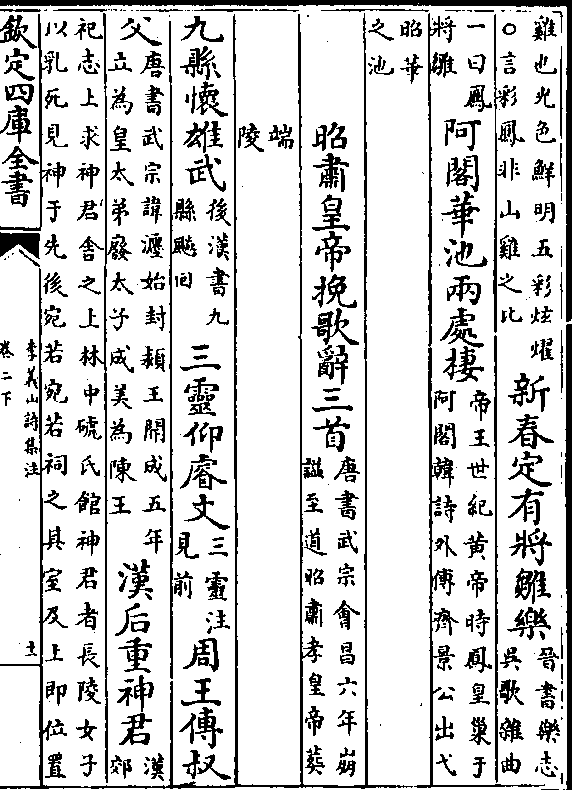 雞也光色鮮明五彩炫燿
〇言彩鳳非山雞之比
新春定有將雛樂
晉書樂志
吳歌雜曲
一曰鳳
將雛
阿閣華池兩處棲
帝王世紀黃帝時鳳皇巢于
阿閣韓詩外傳齊景公出弋
昭華
之池
昭肅皇帝挽歌辭三首
唐書武宗會昌六年崩
諡至道昭肅孝皇帝葬
端
陵
九縣懷雄武
後漢書九
縣飇回
三靈仰睿文
三靈注
見前
周王傳叔
父
唐書武宗諱瀍始封潁王開成五年
立為皇太弟廢太子成美為陳王
漢后重神君
漢
郊
祀志上求神君舍之上林中磃氏館神君者長陵女子
以乳死見神于先後宛若宛若祠之其室及上即位置
欽定四庫全書
李義山詩集注
卷二下
十一